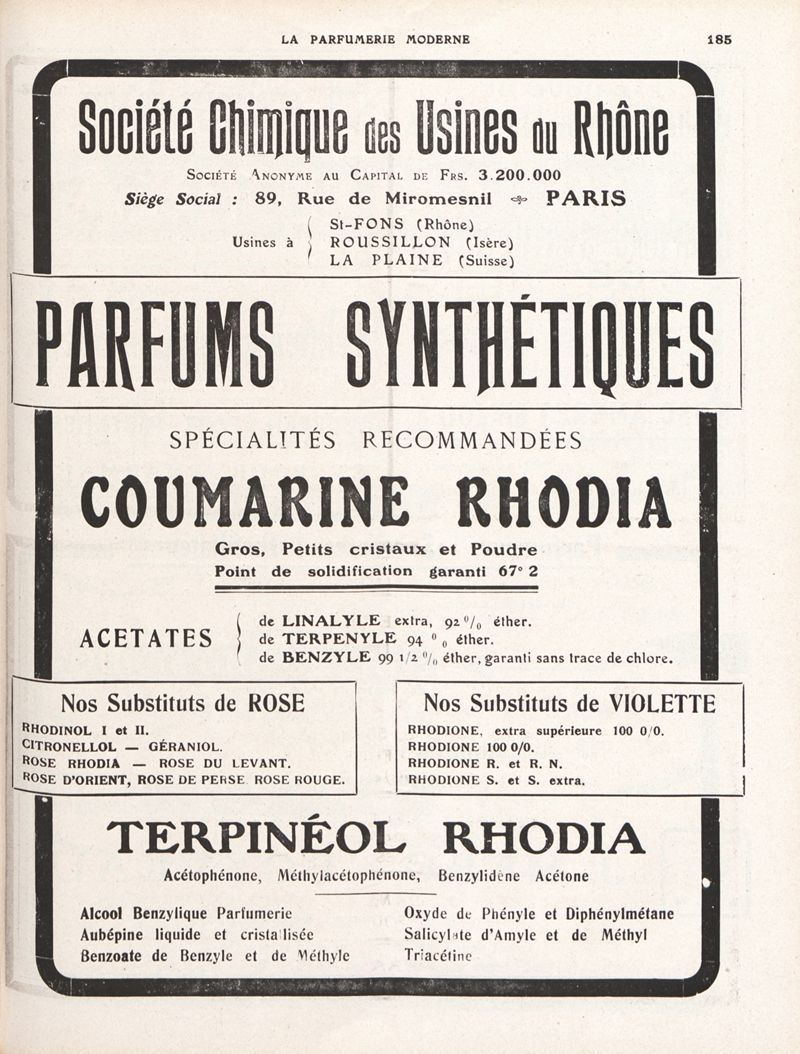 LA PARFUMERIE MODERNE 185
Société Chimique des Usines du Rhône
SOCIÉTÉ ANONYME AU CAPITAL DE FRS. 3.200.000
Siège Social : 89, Rue de Miromesnil PARIS
Usines à
St-FONS (Rhône)
ROUSSILLON (Isère)
LA PLAINE (Suisse)
PARFUMS SYNTHÉTIQUES
SPÉCIALITÉS RECOMMANDÉES
COUMARINE RHODIA
Gros, Petits cristaux et Poudre
Point de solidification garanti 67° 2
ACETATES
de LINALYLE extra, 92 % éther.
de TERPENYLE 94 % éther.
de BENZYLE 99 1/2 % éther, garanti sans trace de chlore.
Nos Substituts de ROSE
RHODINOL I et II.
CITRONELLOL — GÉRANIOL.
ROSE RHODIA — ROSE DU LEVANT.
ROSE D'ORIENT, ROSE DE PERSE ROSE ROUGE.
Nos Substituts de VIOLETTE
RHODIONE, extra supérieure 100 0/0.
RHODIONE 100 0/0.
RHODIONE R. et R. N.
RHODIONE S. et S. extra.
TERPINÉOL RHODIA
Acétophénone, Méthylacétophénone, Benzylidène Acétone
Alcool Benzylique Parfumerie
Aubépine liquide et cristallisée
Benzoate de Benzyle et de Méthyle
Oxyde de Phényle et Diphénylmétane
Salicylate d'Amyle et de Méthyl
Triacétine